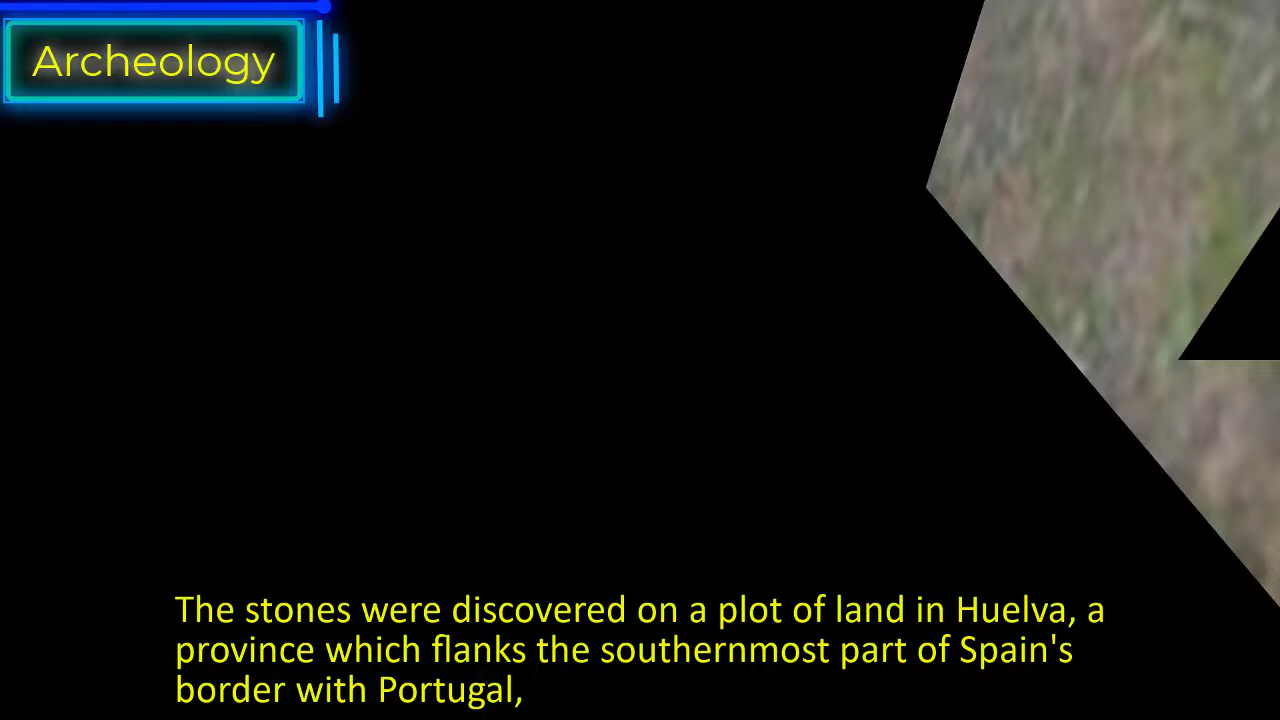 Archeology
The stones were discovered on a plot of land in Huelva, a
province which flanks the southernmost part of Spain's
border with Portugal,